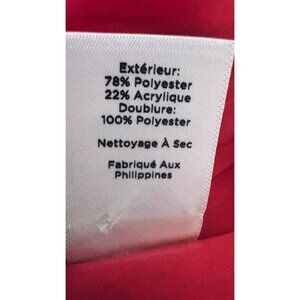 Extérieur:
78% Polyester
22% Acrylique
Doublure:
100% Polyester
Nettoyage À Sec
Fabriqué Aux
Philippines